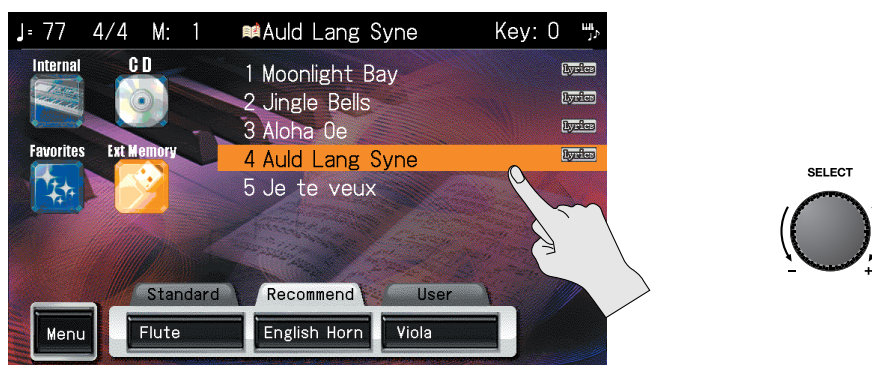 ♩= 77 4/4 M: 1 Auld Lang Syne Key: 0
Internal CD
Favorites Ext Memory
1 Moonlight Bay Lyrics
2 Jingle Bells Lyrics
3 Aloha Oe Lyrics
4 Auld Lang Syne Lyrics
5 Je te veux
Standard Recommend User
Menu Flute English Horn Viola
SELECT
- +